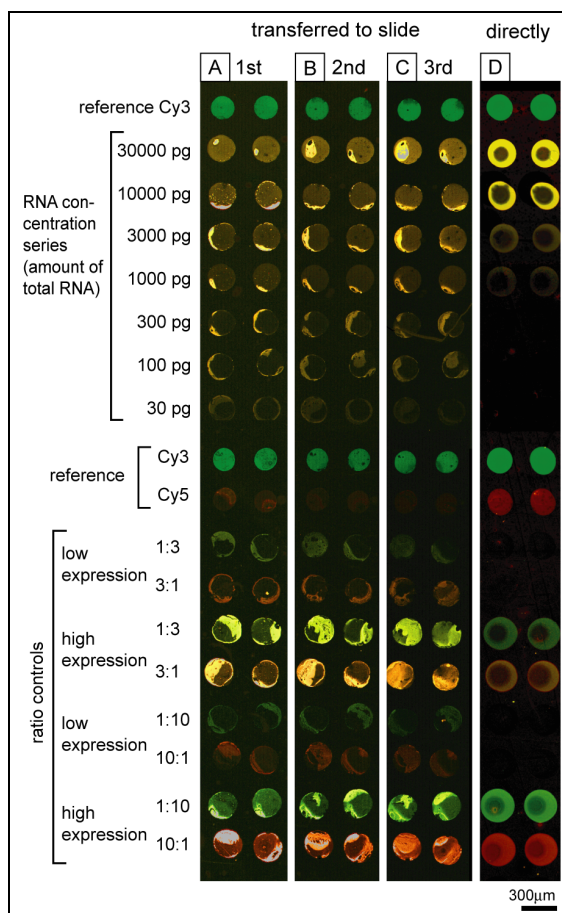 transferred to slide directly
A 1st B 2nd C 3rd D
reference Cy3
30000 pg
10000 pg
3000 pg
1000 pg
300 pg
100 pg
30 pg
RNA con-
centration
series
(amount of
total RNA)
reference
Cy3
Cy5
ratio controls
low
expression
1:3
3:1
high
expression
1:3
3:1
low
expression
1:10
10:1
high
expression
1:10
10:1
300µm